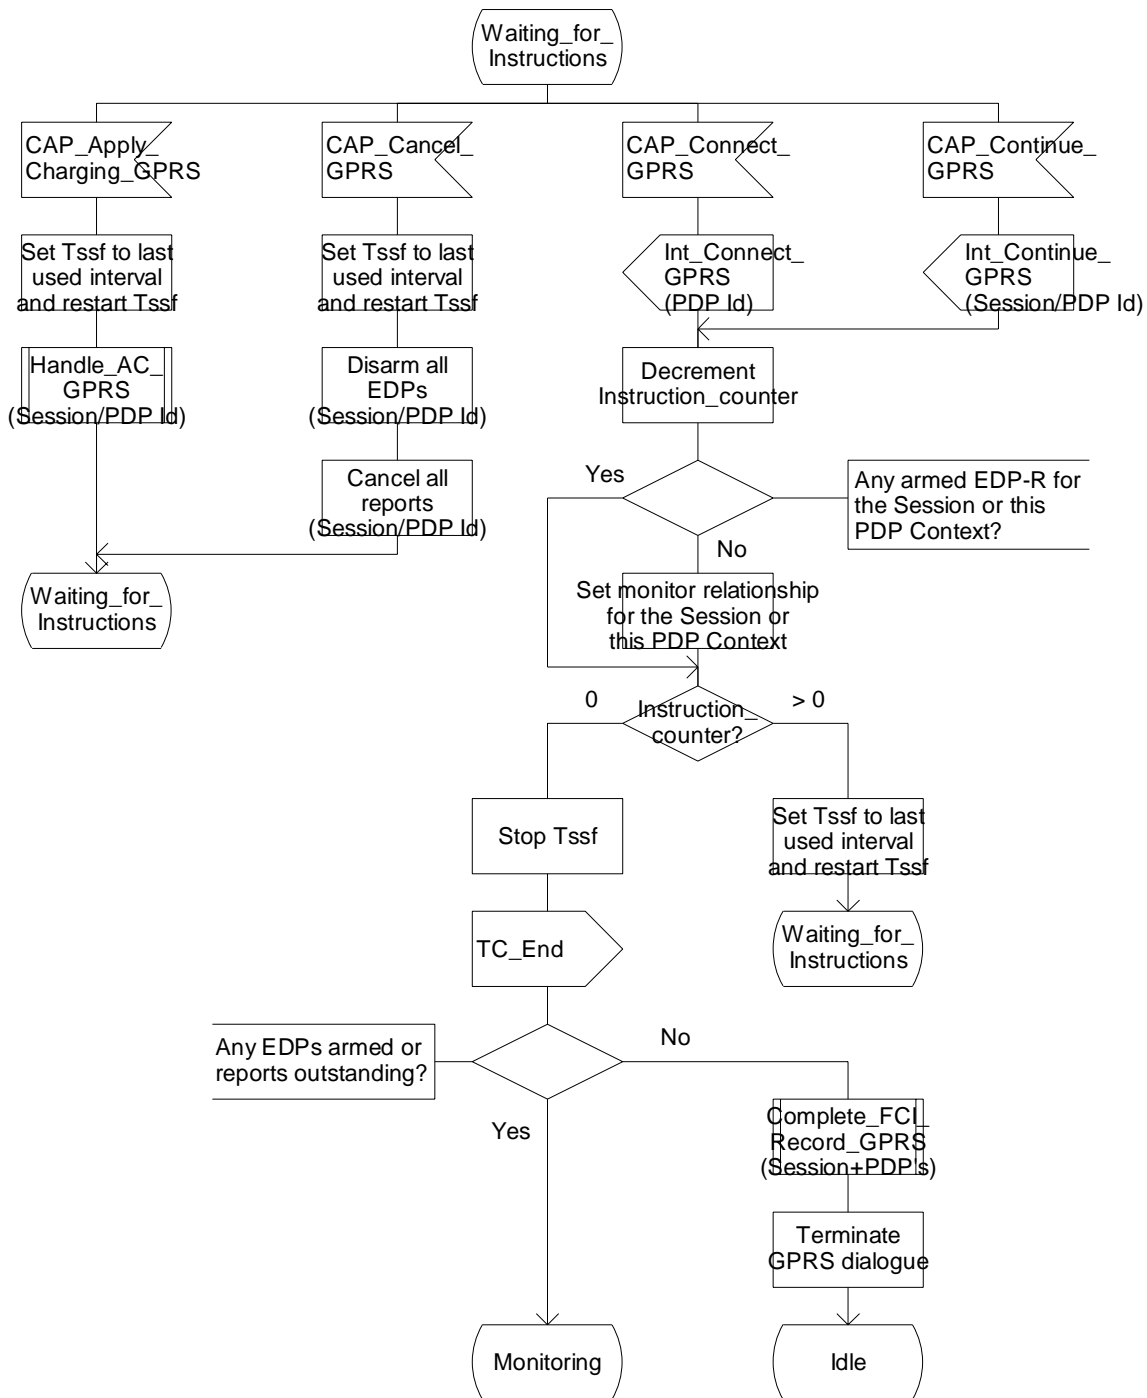 Waiting_for_
Instructions
CAP_Apply_
Charging_GPRS
CAP_Cancel_
GPRS
CAP_Connect_
GPRS
CAP_Continue_
GPRS
Set Tssf to last
used interval
and restart Tssf
Set Tssf to last
used interval
and restart Tssf
Int_Connect_
GPRS
(PDP Id)
Int_Continue_
GPRS
(Session/PDP Id)
Handle_AC_
GPRS
(Session/PDP Id)
Disarm all
EDPs
(Session/PDP Id)
Decrement
Instruction_counter
Cancel all
reports
(Session/PDP Id)
Yes
Any armed EDP-R for
the Session or this
PDP Context?
No
Waiting_for_
Instructions
Set monitor relationship
for the Session or
this PDP Context
0
Instruction_
counter?
> 0
Stop Tssf
Set Tssf to last
used interval
and restart Tssf
TC_End
Waiting_for_
Instructions
Any EDPs armed or
reports outstanding?
No
Yes
Complete_FCI_
Record_GPRS
(Session+PDP's)
Terminate
GPRS dialogue
Monitoring
Idle